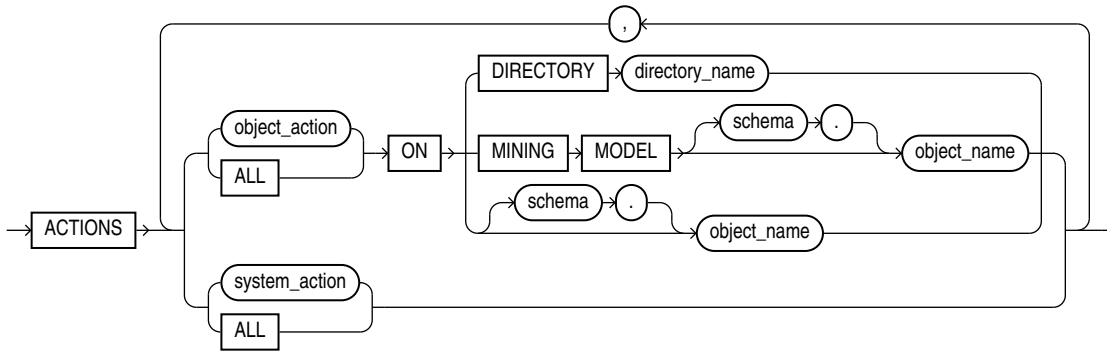 ,
DIRECTORY directory_name
object_action
ALL
ON
MINING MODEL schema . object_name
schema . object_name
ACTIONS
system_action
ALL